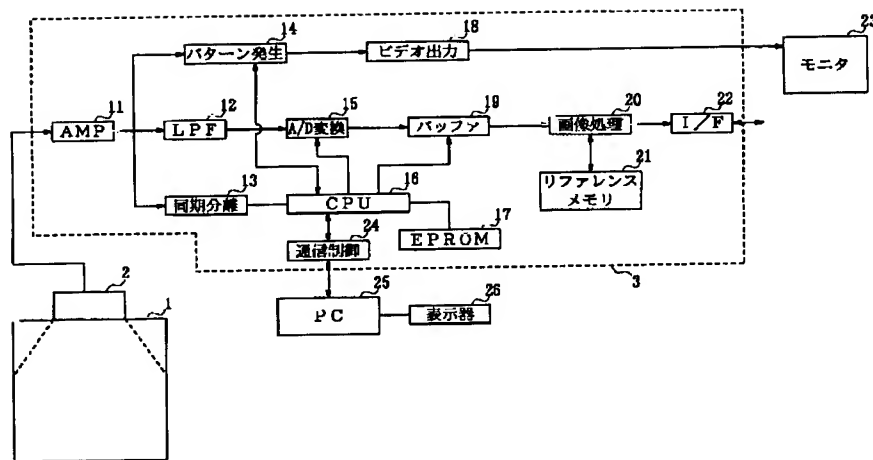 14
パターン発生
18
ビデオ出力
23
モニタ
11
AMP
12
LPF
15
A/D変換
19
バッファ
20
画像処理
22
I/F
13
同期分離
16
CPU
21
リファレンス
メモリ
17
EPROM
24
通信制御
3
2
1
25
PC
26
表示器